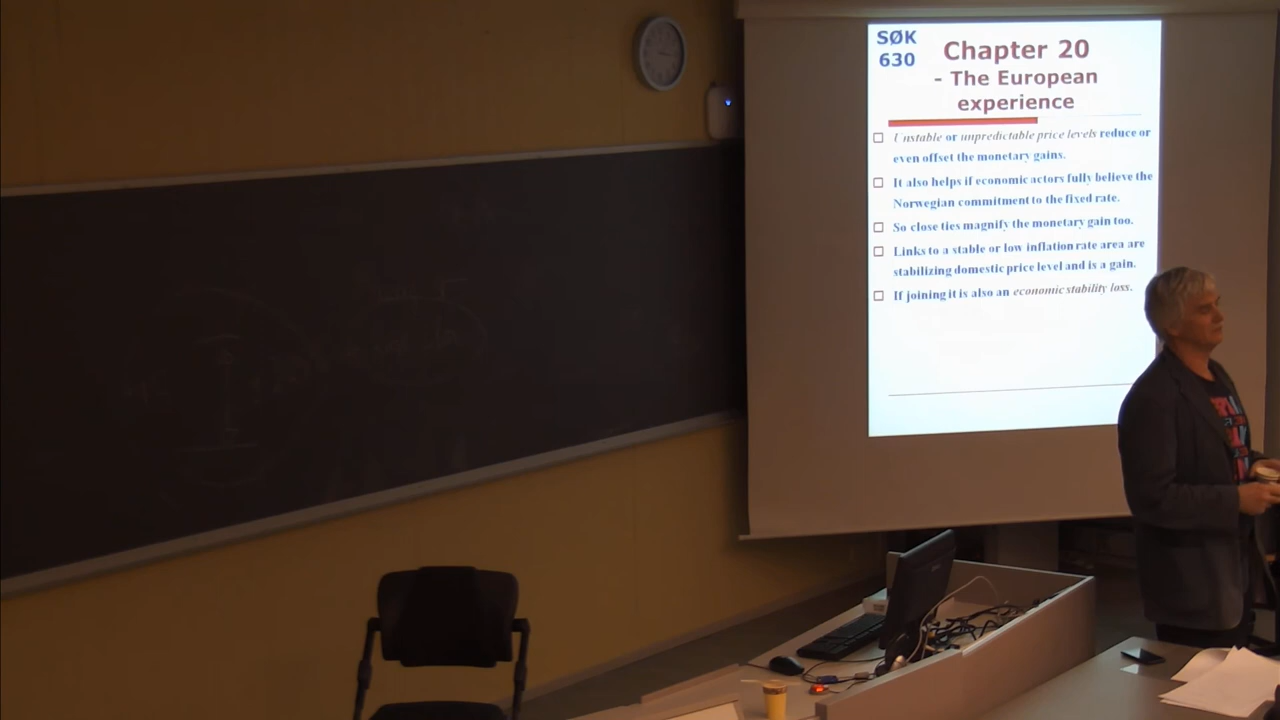 SØK
630
Chapter 20
- The European
experience
Unstable or unpredictable price levels reduce or
even offset the monetary gains.
It also helps if economic actors fully believe the
Norwegian commitment to the fixed rate.
So close ties magnify the monetary gain too.
Links to a stable or low inflation rate area are
stabilizing domestic price level and is a gain.
If joining it is also an economic stability loss.